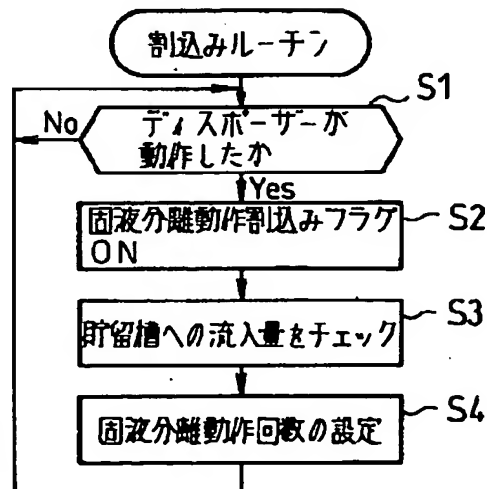 割込みルーチン
S1
No
ディスポーザーが
動作したか
Yes
固液分離動作割込みフラグ
ON
S2
貯留槽への流入量をチェック
S3
固液分離動作回数の設定
S4